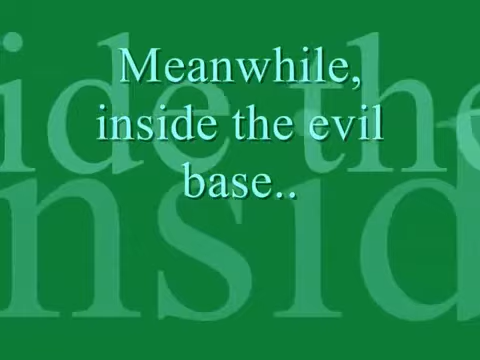 Meanwhile,
inside the evil
base..
ide the
nsid